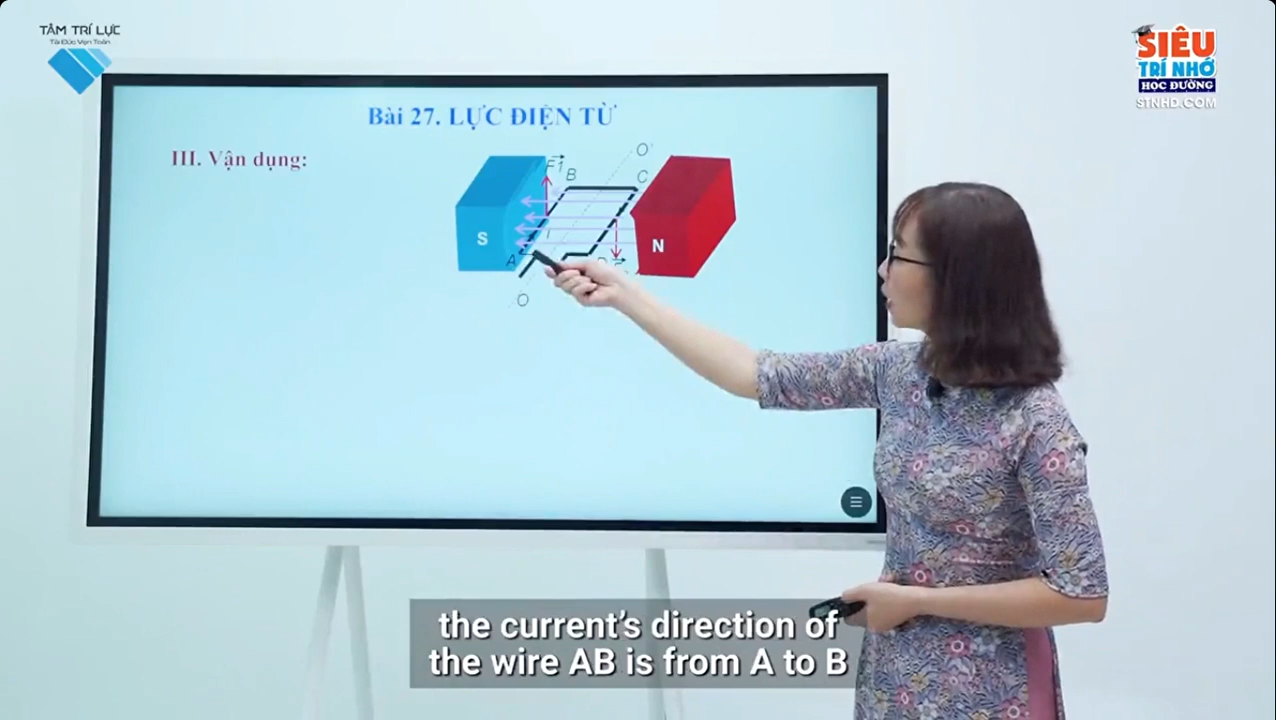 TÂM TRÍ LỰC
Tài Đức Vẹn Toàn
SIÊU
TRÍ NHỚ
HỌC ĐƯỜNG
STNHD.COM
Bài 27. LỰC ĐIỆN TỪ
III. Vận dụng:
O'
F1
B
C
S
N
I
A
O
the current's direction of
the wire AB is from A to B